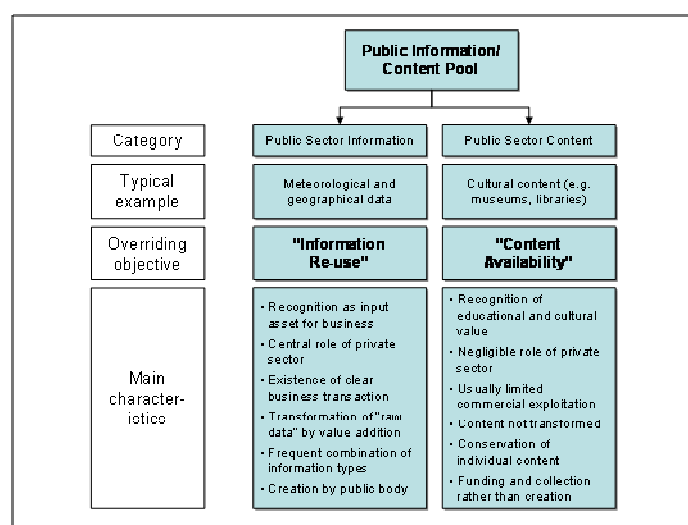 Public Information/
Content Pool
Category
Public Sector Information
Public Sector Content
Typical
example
Meteorological and
geographical data
Cultural content (e.g.
museums, libraries)
Overriding
objective
"Information
Re-use"
"Content
Availability"
Main
character-
istics
• Recognition as input
asset for business
• Central role of private
sector
• Existence of clear
business transaction
• Transformation of "raw
data" by value addition
• Frequent combination of
information types
• Creation by public body
• Recognition of
educational and cultural
value
• Negligible role of private
sector
• Usually limited
commercial exploitation
• Content not transformed
• Conservation of
individual content
• Funding and collection
rather than creation